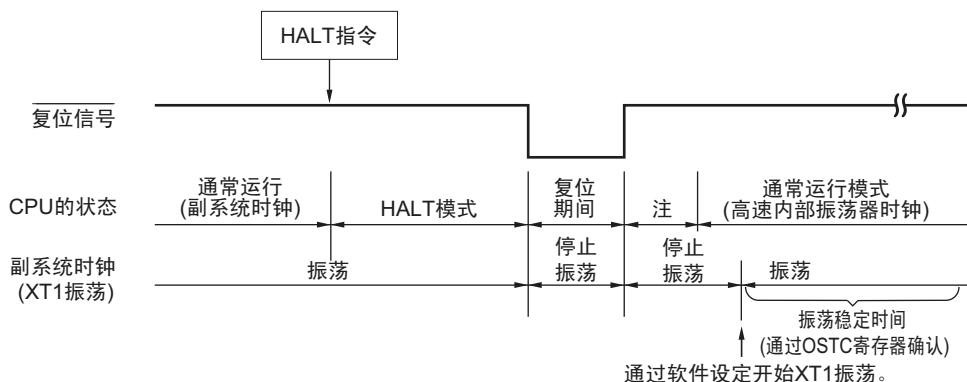 HALT指令
复位信号
CPU的状态
通常运行
(副系统时钟)
HALT模式
复位
期间
注
通常运行模式
(高速内部振荡器时钟)
副系统时钟
(XT1振荡)
振荡
停止
振荡
停止
振荡
振荡
振荡稳定时间
(通过OSTC寄存器确认)
通过软件设定开始XT1振荡。